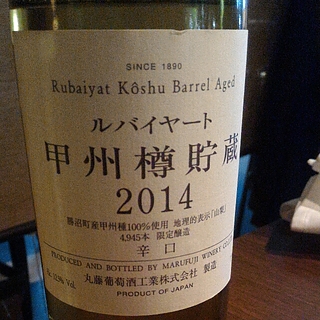 SINCE 1890
Rubaiyat Kôshu Barrel Aged
ルバイヤート
甲州樽貯蔵
2014
勝沼町産甲州種100%使用 地理的表示「山梨」
4,945本 限定醸造
辛口
PRODUCED AND BOTTLED BY MARUFUJI WINERY CO.,
丸藤葡萄酒工業株式会社 製造
PRODUCT OF JAPAN